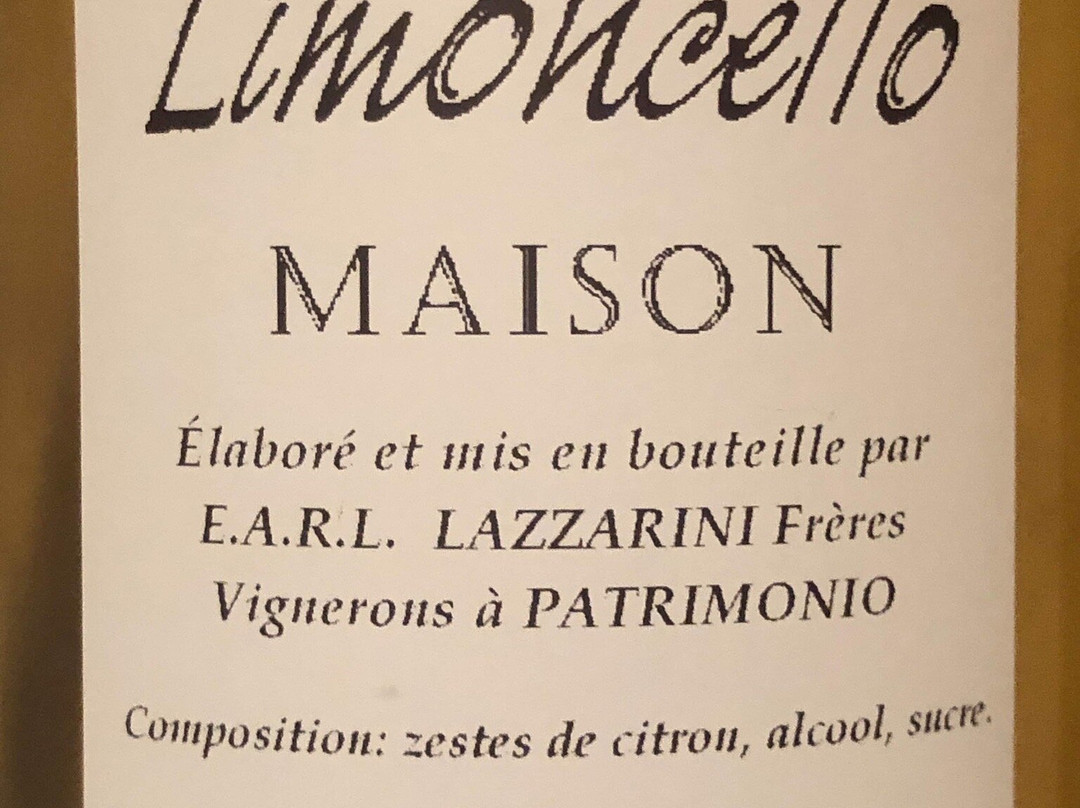 Limoncello
MAISON
Élaboré et mis en bouteille par
E.A.R.L. LAZZARINI Frères
Vignerons à PATRIMONIO
Composition: zestes de citron, alcool, sucre.